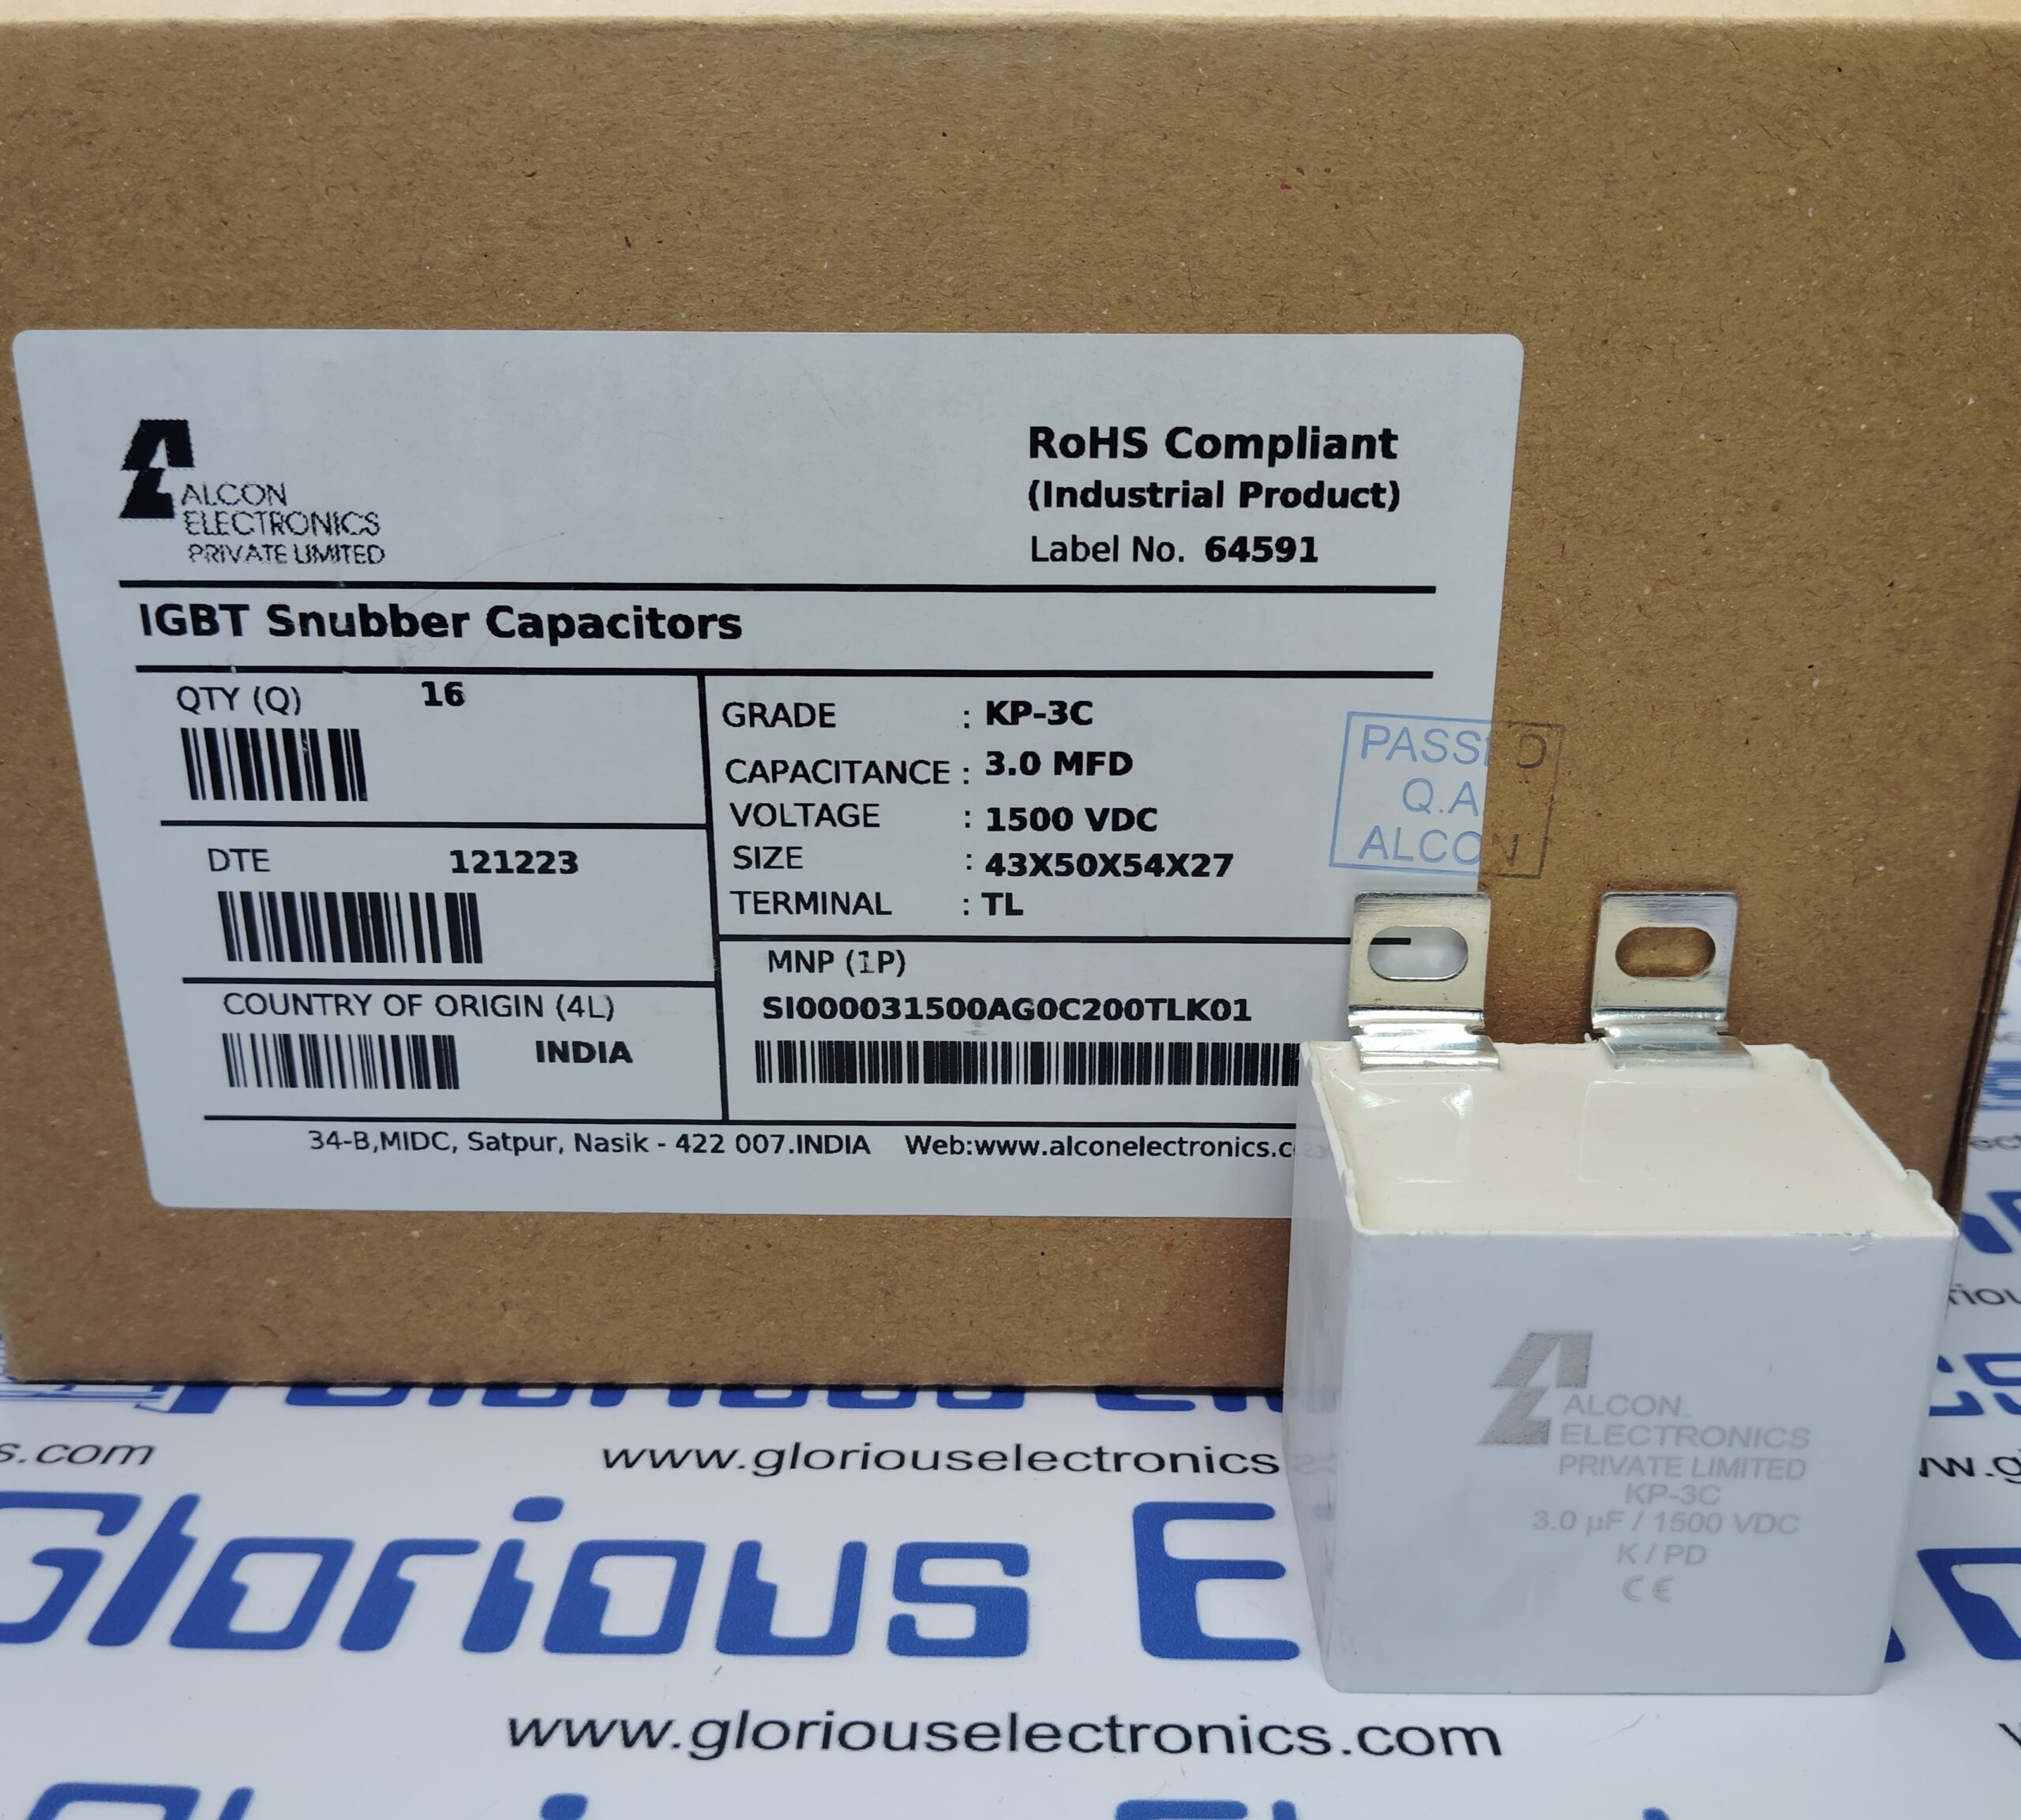 ALCON
ELECTRONICS
PRIVATE LIMITED
RoHS Compliant
(Industrial Product)
Label No. 64591
IGBT Snubber Capacitors
QTY (Q) 16
DTE 121223
COUNTRY OF ORIGIN (4L)
INDIA
GRADE : KP-3C
CAPACITANCE : 3.0 MFD
VOLTAGE : 1500 VDC
SIZE : 43X50X54X27
TERMINAL : TL
MNP (1P)
SI000031500AG0C200TLK01
34-B,MIDC, Satpur, Nasik - 422 007.INDIA Web:www.alconelectronics.c
PASSED
Q.A
ALCON
ALCON
ELECTRONICS
PRIVATE LIMITED
KP-3C
3.0 µF / 1500 VDC
K / PD
CE
s.com
www.gloriouselectronics
Glorious E
www.gloriouselectronics.com